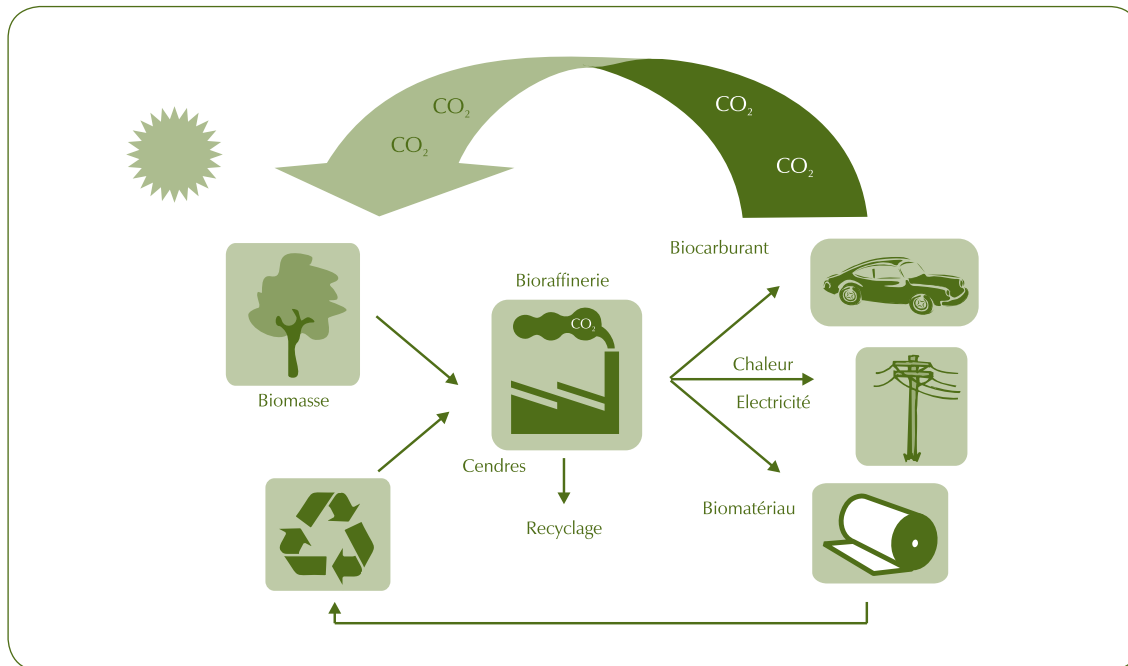 CO₂
CO₂
CO₂
CO₂
Biocarburant
Bioraffinerie
CO₂
Chaleur
Electricité
Biomasse
Cendres
Biomatériau
Recyclage